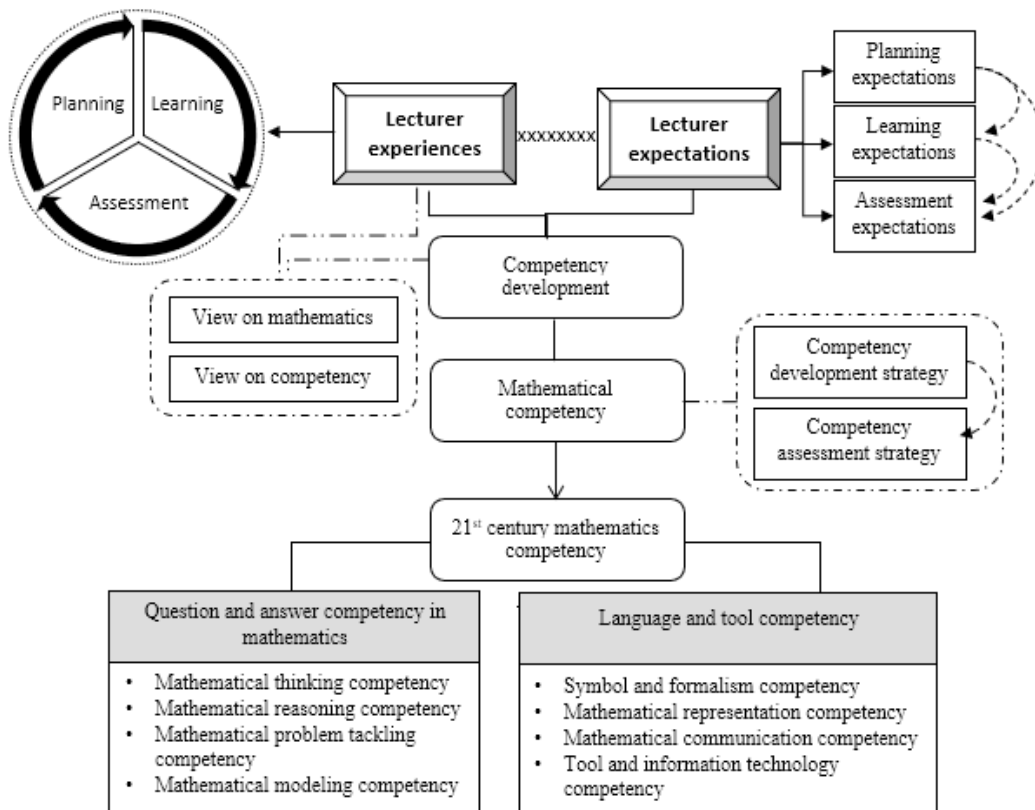 Planning
Learning
Assessment
Lecturer
experiences
xxxxxxxx
Lecturer
expectations
Planning
expectations
Learning
expectations
Assessment
expectations
Competency
development
View on mathematics
View on competency
Mathematical
competency
Competency
development strategy
Competency
assessment strategy
21st century mathematics
competency
Question and answer competency in
mathematics
• Mathematical thinking competency
• Mathematical reasoning competency
• Mathematical problem tackling
competency
• Mathematical modeling competency
Language and tool competency
• Symbol and formalism competency
• Mathematical representation competency
• Mathematical communication competency
• Tool and information technology
competency